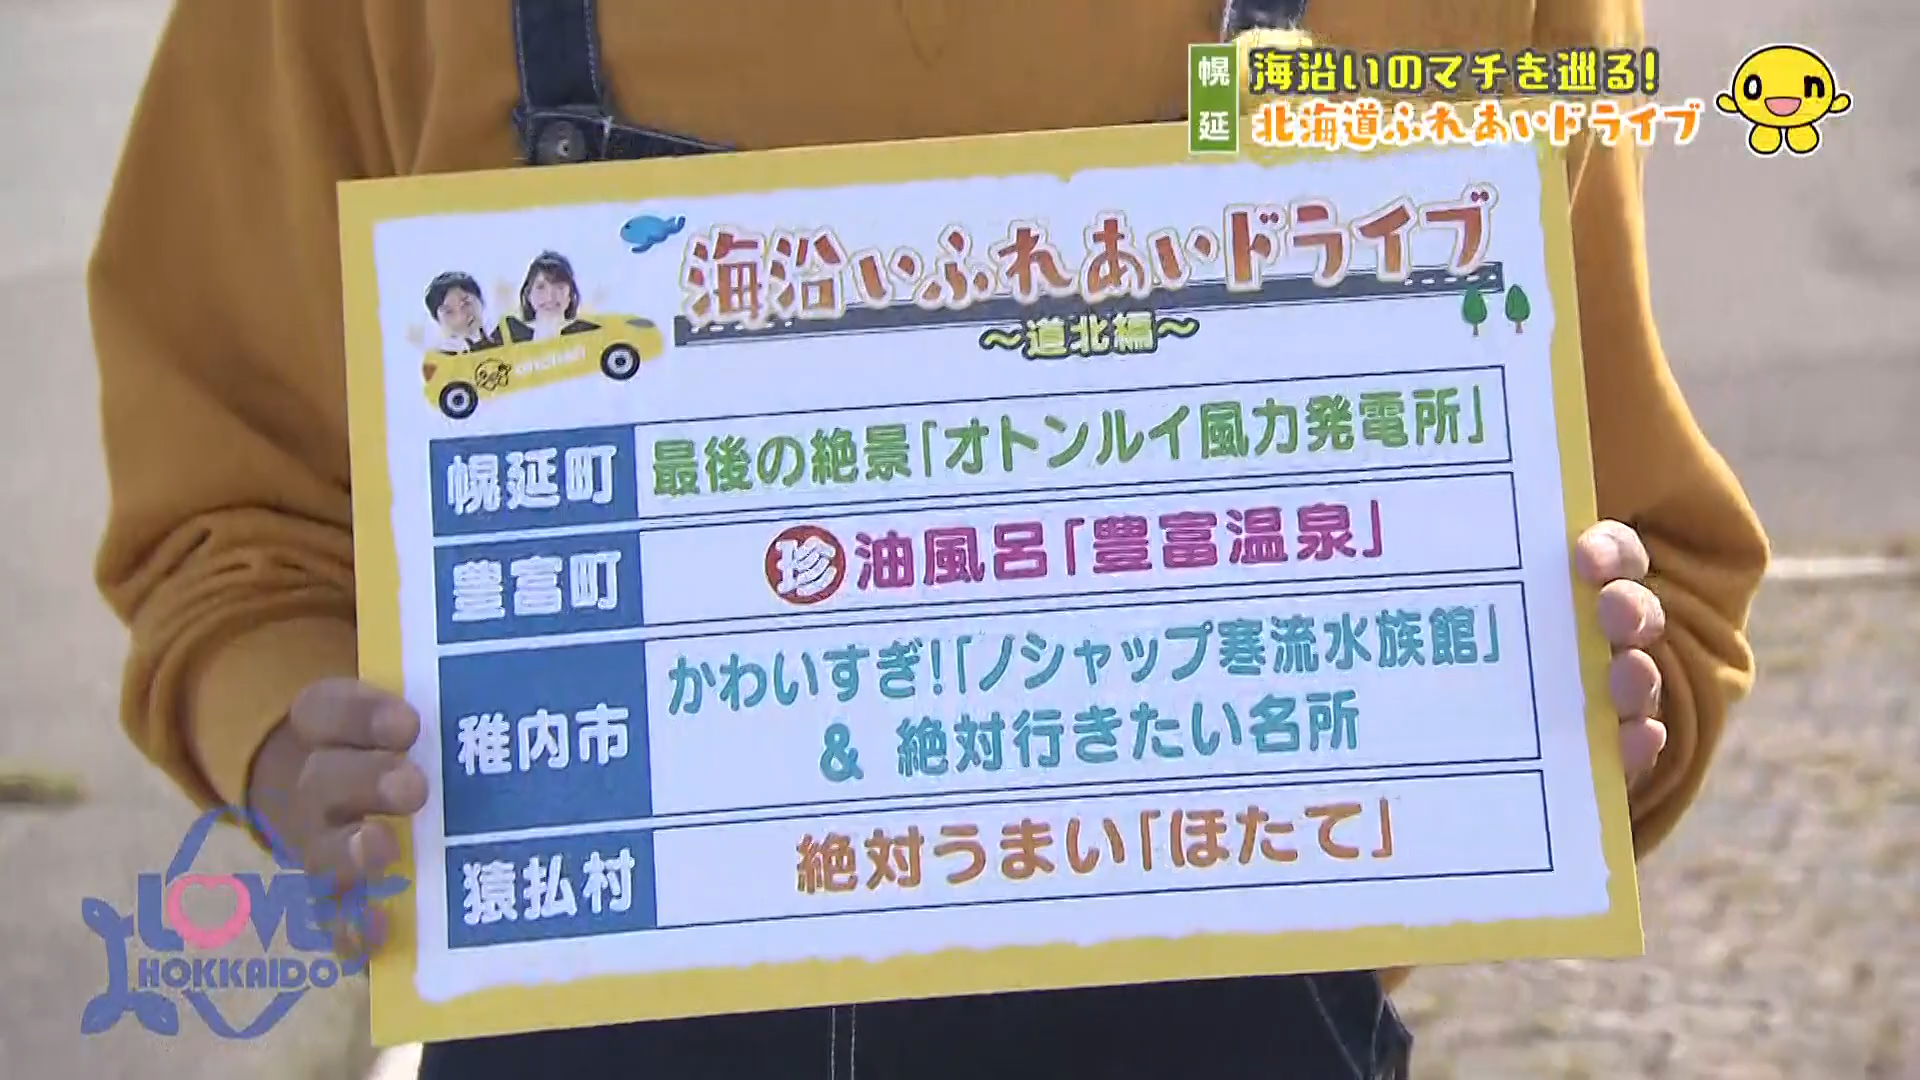 幌延
海沿いのマチを巡る!
北海道ふれあいドライブ
on
海沿いふれあいドライブ
〜道北編〜
幌延町
最後の絶景「オトンルイ風力発電所」
豊富町
珍 油風呂「豊富温泉」
稚内市
かわいすぎ!「ノシャップ寒流水族館」
& 絶対行きたい名所
猿払村
絶対うまい「ほたて」
LOVE
HOKKAIDO